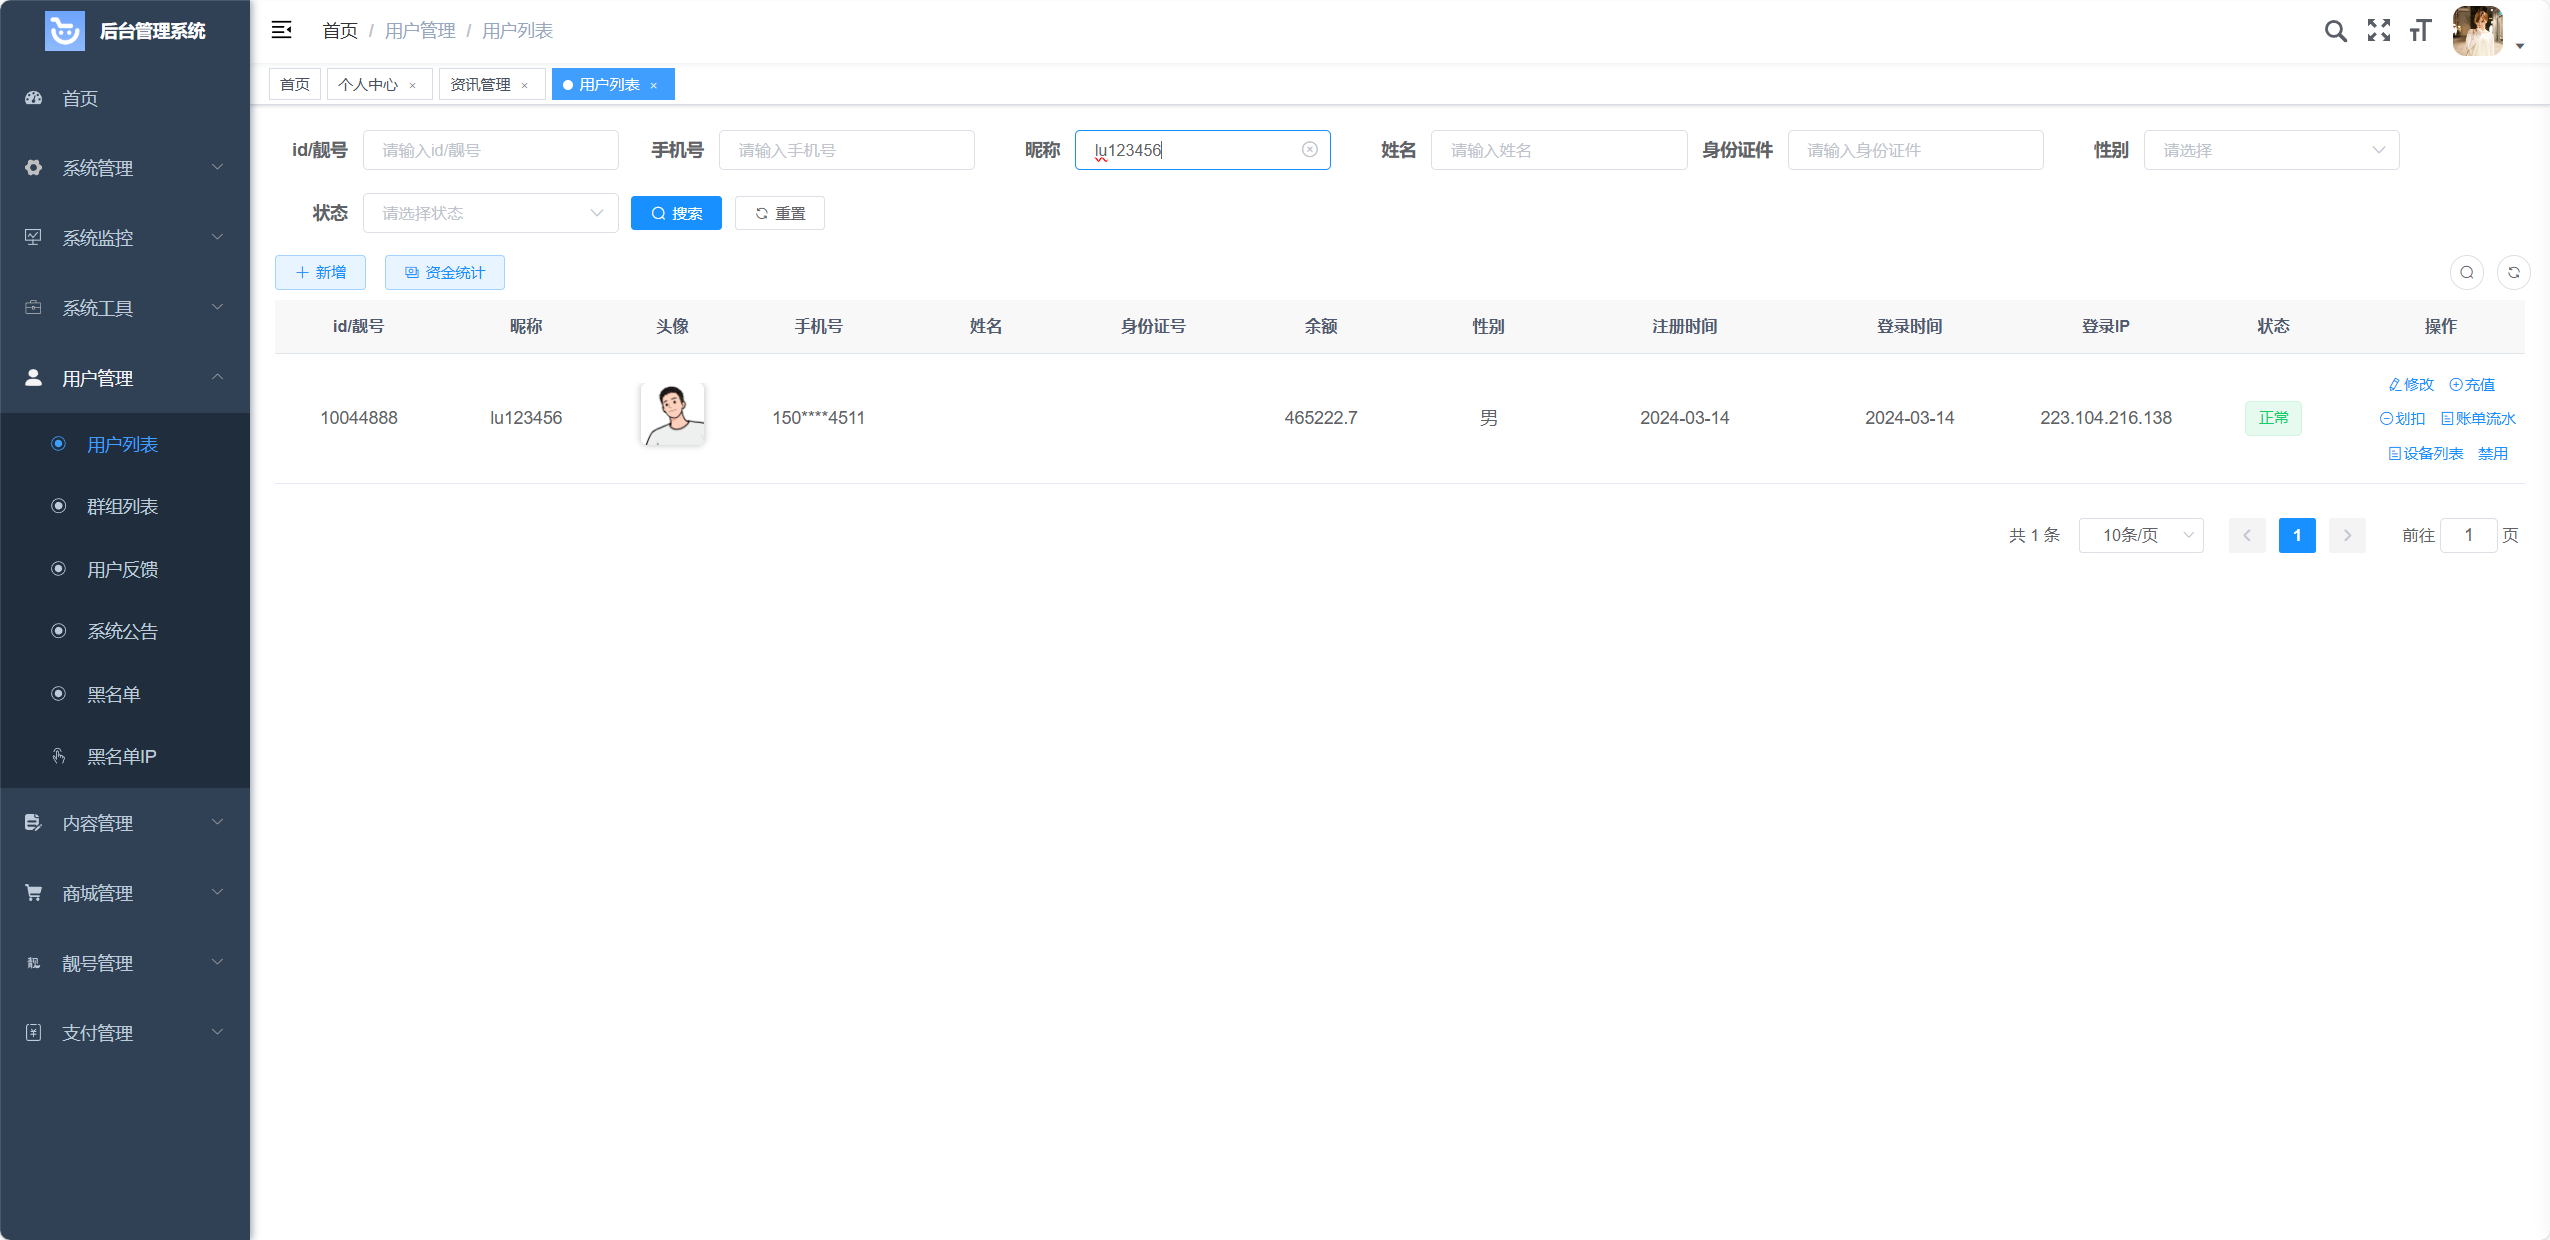 后台管理系统
首页
系统管理
系统监控
系统工具
用户管理
用户列表
群组列表
用户反馈
系统公告
黑名单
黑名单IP
内容管理
商城管理
靓号管理
支付管理
首页 / 用户管理 / 用户列表
首页 个人中心 × 资讯管理 × 用户列表 ×
id/靓号 请输入id/靓号 手机号 请输入手机号 昵称 lu123456 姓名 请输入姓名 身份证件 请输入身份证件 性别 请选择
状态 请选择状态 搜索 重置
新增 资金统计
id/靓号 昵称 头像 手机号 姓名 身份证号 余额 性别 注册时间 登录时间 登录IP 状态 操作
10044888 lu123456 150****4511 465222.7 男 2024-03-14 2024-03-14 223.104.216.138 正常
修改 充值
划扣 账单流水
设备列表 禁用
共 1 条 10条/页 1 前往 1 页